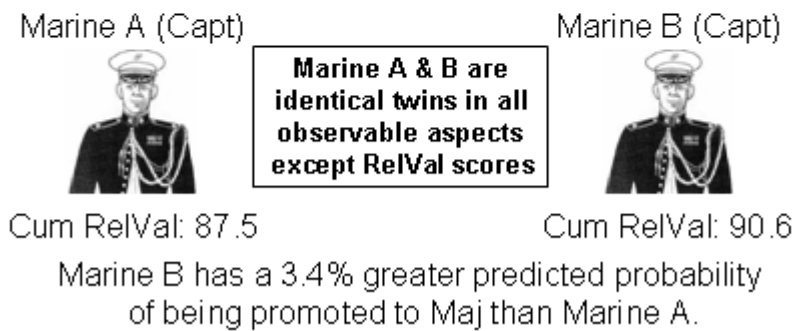 Marine A (Capt)
Marine B (Capt)
Marine A & B are
identical twins in all
observable aspects
except RelVal scores
Cum RelVal: 87.5
Cum RelVal: 90.6
Marine B has a 3.4% greater predicted probability
of being promoted to Maj than Marine A.